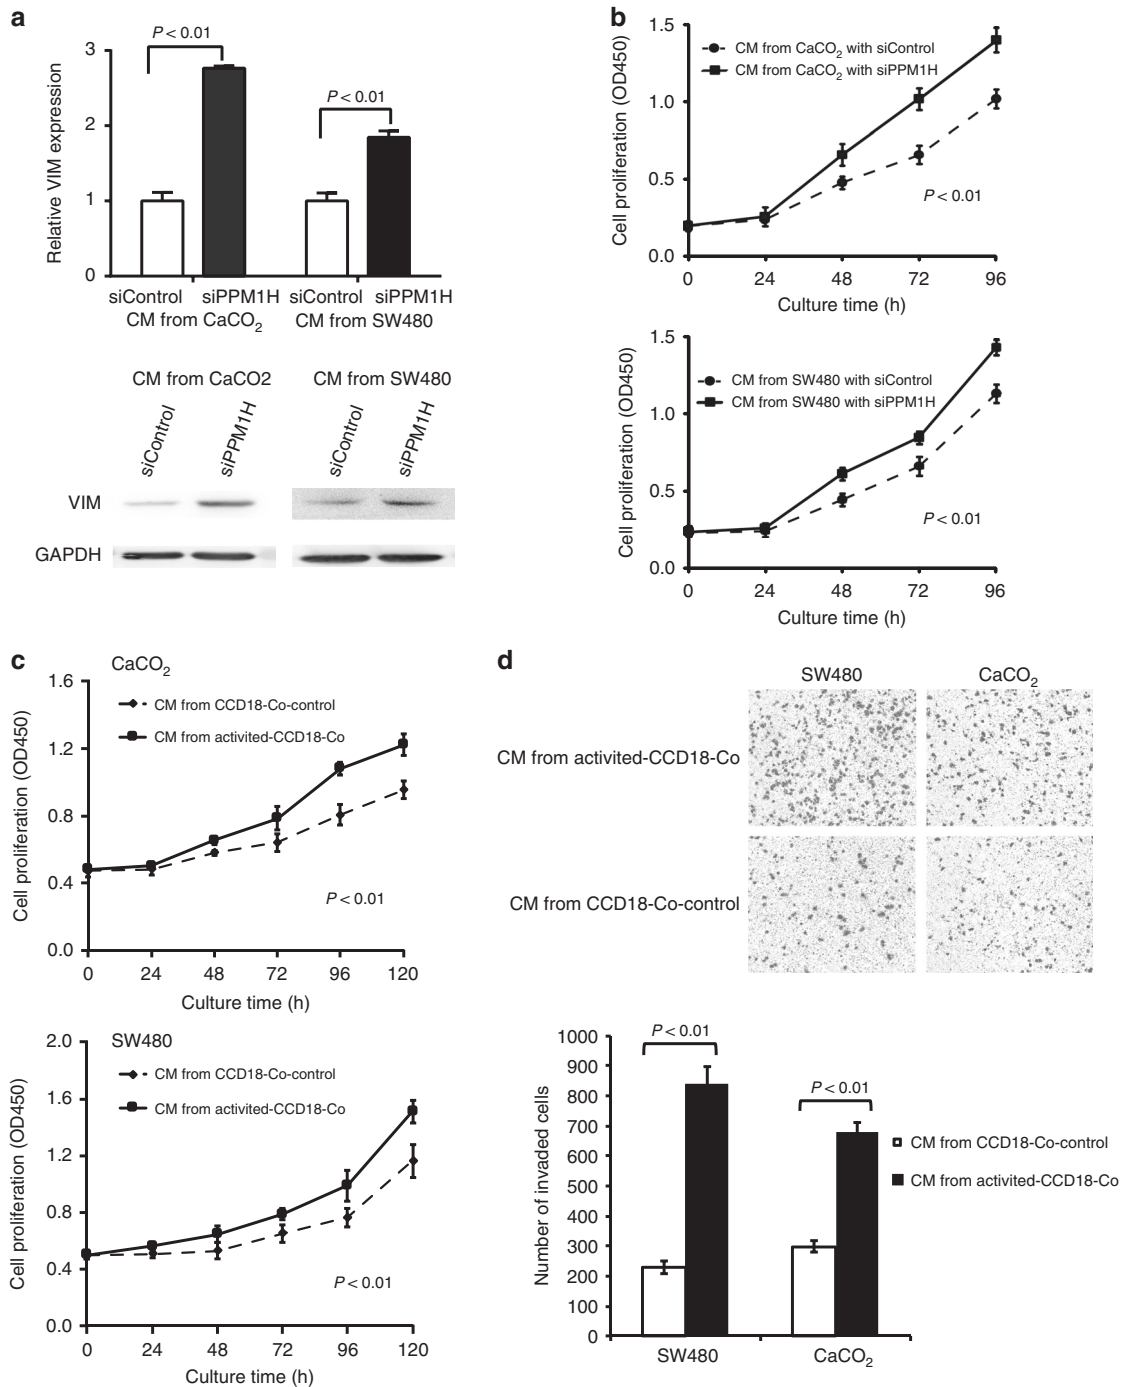 a
P < 0.01
3
2
1
0
Relative VIM expression
P < 0.01
siControl siPPM1H siControl siPPM1H
CM from CaCO2 CM from SW480
CM from CaCO2 CM from SW480
siControl siPPM1H siControl siPPM1H
VIM
GAPDH
b
1.5
1.0
0.5
0.0
Cell proliferation (OD450)
CM from CaCO2 with siControl
CM from CaCO2 with siPPM1H
P < 0.01
0 24 48 72 96
Culture time (h)
1.5
1.0
0.5
0.0
Cell proliferation (OD450)
CM from SW480 with siControl
CM from SW480 with siPPM1H
P < 0.01
0 24 48 72 96
Culture time (h)
c
CaCO2
1.6
1.2
0.8
0.4
0.0
Cell proliferation (OD450)
CM from CCD18-Co-control
CM from activited-CCD18-Co
P < 0.01
0 24 48 72 96 120
Culture time (h)
SW480
2.0
1.6
1.2
0.8
0.4
0.0
Cell proliferation (OD450)
CM from CCD18-Co-control
CM from activited-CCD18-Co
P < 0.01
0 24 48 72 96 120
Culture time (h)
d
SW480 CaCO2
CM from activited-CCD18-Co
CM from CCD18-Co-control
1000
900
800
700
600
500
400
300
200
100
0
Number of invaded cells
P < 0.01
P < 0.01
CM from CCD18-Co-control
CM from activited-CCD18-Co
SW480 CaCO2